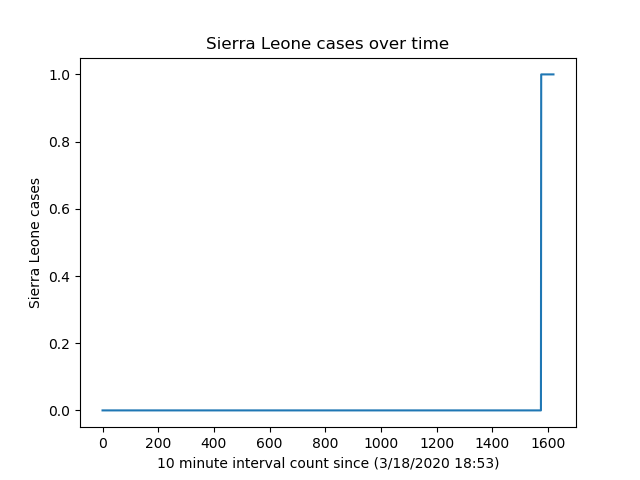 Sierra Leone cases over time
1.0
0.8
0.6
0.4
0.2
0.0
Sierra Leone cases
0 200 400 600 800 1000 1200 1400 1600
10 minute interval count since (3/18/2020 18:53)